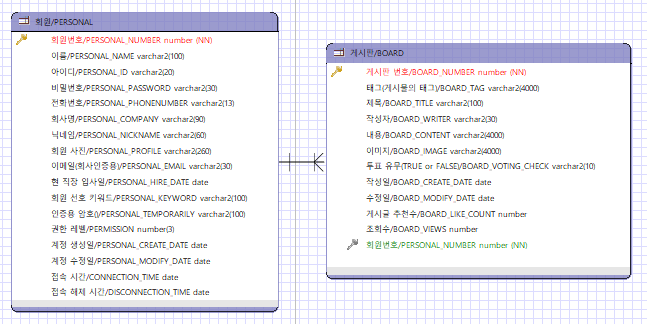 회원/PERSONAL
회원번호/PERSONAL_NUMBER number (NN)
이름/PERSONAL_NAME varchar2(100)
아이디/PERSONAL_ID varchar2(20)
비밀번호/PERSONAL_PASSWORD varchar2(30)
전화번호/PERSONAL_PHONENUMBER varchar2(13)
회사명/PERSONAL_COMPANY varchar2(90)
닉네임/PERSONAL_NICKNAME varchar2(60)
회원 사진/PERSONAL_PROFILE varchar2(260)
이메일(회사인증용)/PERSONAL_EMAIL varchar2(30)
현 직장 입사일/PERSONAL_HIRE_DATE date
회원 선호 키워드/PERSONAL_KEYWORD varchar2(100)
인증용 암호()/PERSONAL_TEMPORARILY varchar2(100)
권한 레벨/PERMISSION number(3)
계정 생성일/PERSONAL_CREATE_DATE date
계정 수정일/PERSONAL_MODIFY_DATE date
접속 시간/CONNECTION_TIME date
접속 해제 시간/DISCONNECTION_TIME date
게시판/BOARD
게시판 번호/BOARD_NUMBER number (NN)
태그(게시물의 태그)/BOARD_TAG varchar2(4000)
제목/BOARD_TITLE varchar2(100)
작성자/BOARD_WRITER varchar2(30)
내용/BOARD_CONTENT varchar2(4000)
이미지/BOARD_IMAGE varchar2(4000)
투표 유무(TRUE or FALSE)/BOARD_VOTING_CHECK varchar2(10)
작성일/BOARD_CREATE_DATE date
수정일/BOARD_MODIFY_DATE date
게시글 추천수/BOARD_LIKE_COUNT number
조회수/BOARD_VIEWS number
회원번호/PERSONAL_NUMBER number (NN)